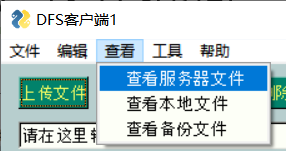 DFS客户端1
文件 编辑 查看 工具 帮助
上传文件
查看服务器文件
查看本地文件
查看备份文件
请在这里